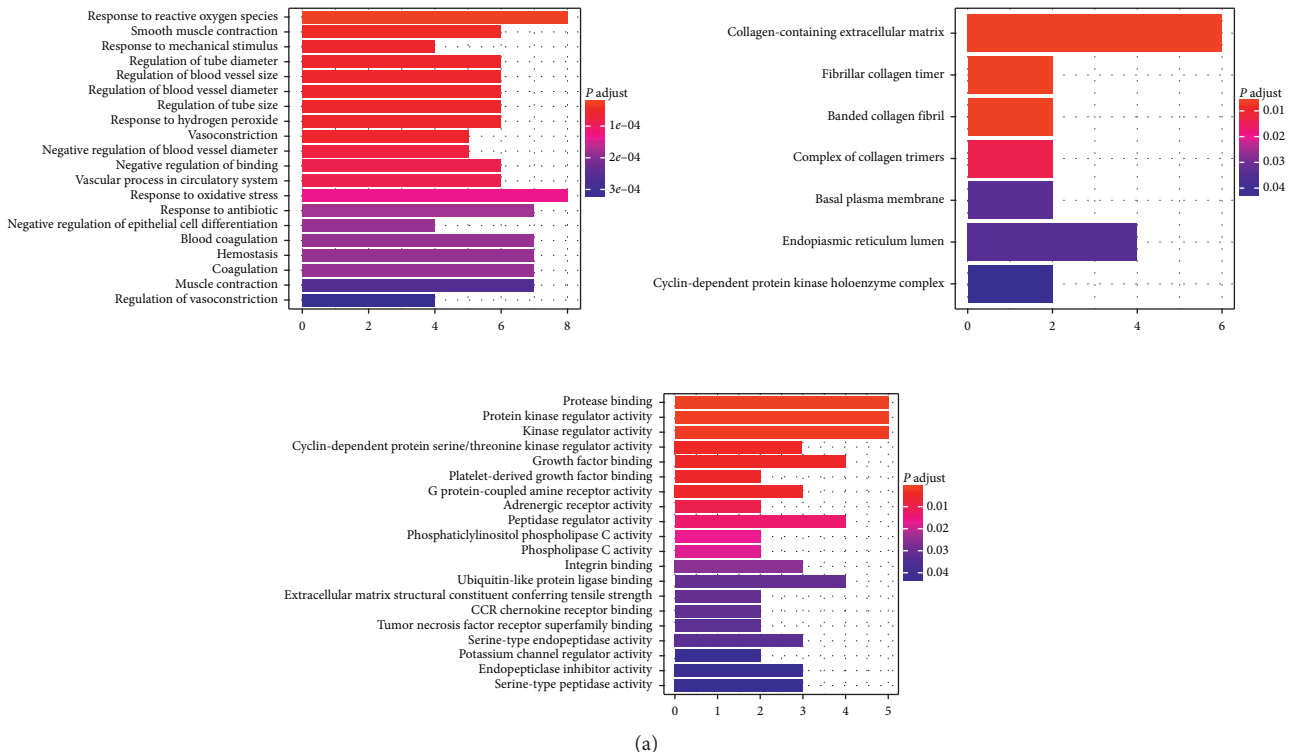 Response to reactive oxygen species
Smooth muscle contraction
Response to mechanical stimulus
Regulation of tube diameter
Regulation of blood vessel size
Regulation of blood vessel diameter
Regulation of tube size
Response to hydrogen peroxide
Vasoconstriction
Negative regulation of blood vessel diameter
Negative regulation of binding
Vascular process in circulatory system
Response to oxidative stress
Response to antibiotic
Negative regulation of epithelial cell differentiation
Blood coagulation
Hemostasis
Coagulation
Muscle contraction
Regulation of vasoconstriction
0 2 4 6 8
P adjust
1e−04
2e−04
3e−04
Collagen-containing extracellular matrix
Fibrillar collagen timer
Banded collagen fibril
Complex of collagen trimers
Basal plasma membrane
Endopiasmic reticulum lumen
Cyclin-dependent protein kinase holoenzyme complex
0 2 4 6
P adjust
0.01
0.02
0.03
0.04
Protease binding
Protein kinase regulator activity
Kinase regulator activity
Cyclin-dependent protein serine/threonine kinase regulator activity
Growth factor binding
Platelet-derived growth factor binding
G protein-coupled amine receptor activity
Adrenergic receptor activity
Peptidase regulator activity
Phosphaticlylinositol phospholipase C activity
Phospholipase C activity
Integrin binding
Ubiquitin-like protein ligase binding
Extracellular matrix structural constituent conferring tensile strength
CCR chernokine receptor binding
Tumor necrosis factor receptor superfamily binding
Serine-type endopeptidase activity
Potassium channel regulator activity
Endopepticlase inhibitor activity
Serine-type peptidase activity
0 1 2 3 4 5
P adjust
0.01
0.02
0.03
0.04
(a)